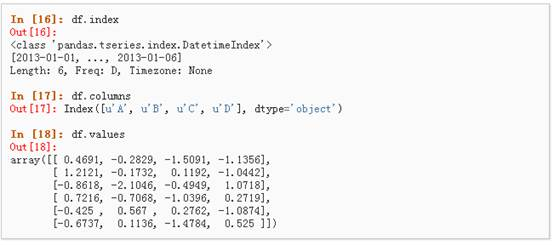 In [16]: df.index
Out[16]:
<class 'pandas.tseries.index.DatetimeIndex'>
[2013-01-01, ..., 2013-01-06]
Length: 6, Freq: D, Timezone: None
In [17]: df.columns
Out[17]: Index([u'A', u'B', u'C', u'D'], dtype='object')
In [18]: df.values
Out[18]:
array([[ 0.4691, -0.2829, -1.5091, -1.1356],
       [ 1.2121, -0.1732,  0.1192, -1.0442],
       [-0.8618, -2.1046, -0.4949,  1.0718],
       [ 0.7216, -0.7068, -1.0396,  0.2719],
       [-0.425 ,  0.567 ,  0.2762, -1.0874],
       [-0.6737,  0.1136, -1.4784,  0.525 ]])